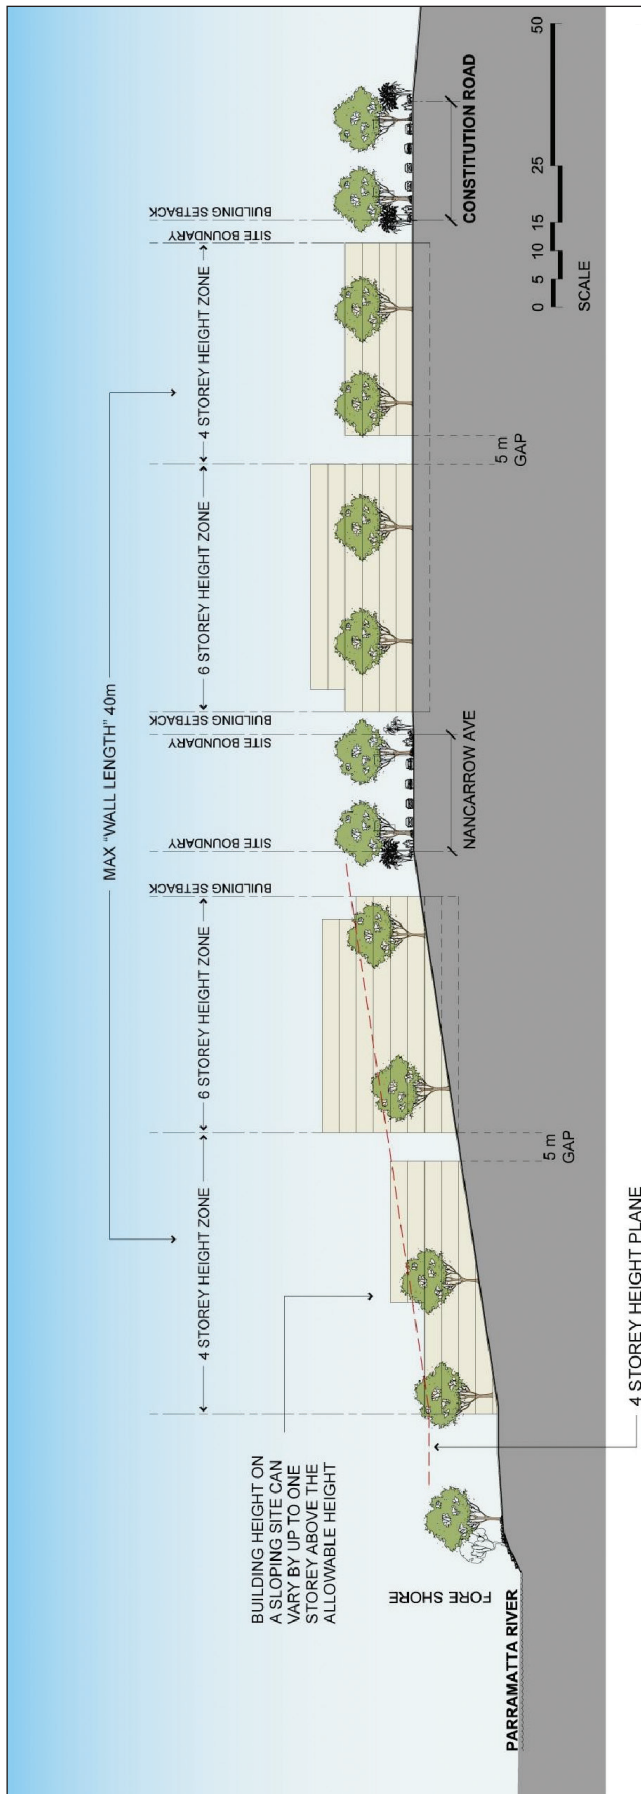 MAX "WALL LENGTH" 40m
4 STOREY HEIGHT ZONE
6 STOREY HEIGHT ZONE
6 STOREY HEIGHT ZONE
4 STOREY HEIGHT ZONE
BUILDING HEIGHT ON
A SLOPING SITE CAN
VARY BY UP TO ONE
STOREY ABOVE THE
ALLOWABLE HEIGHT
BUILDING SETBACK
SITE BOUNDARY
SITE BOUNDARY
BUILDING SETBACK
SITE BOUNDARY
BUILDING SETBACK
FORE SHORE
PARRAMATTA RIVER
5 m
GAP
NANCARROW AVE
5 m
GAP
CONSTITUTION ROAD
4 STOREY HEIGHT PLANE
0 5 10 15 25 50
SCALE